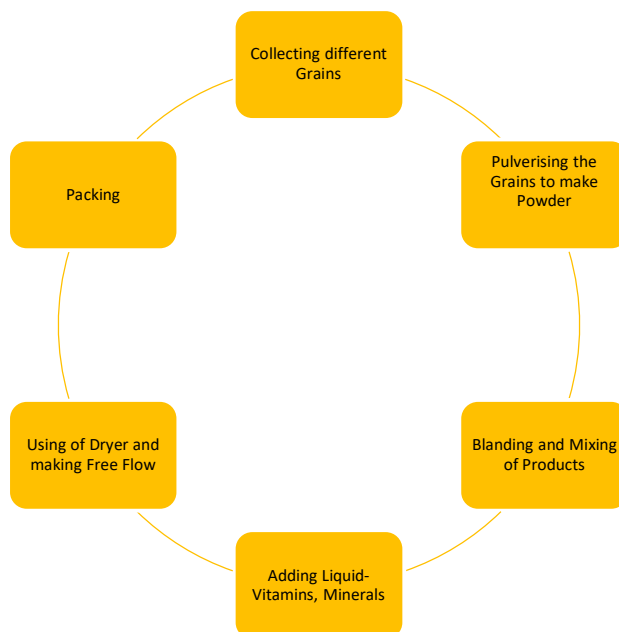 Collecting different
Grains
Pulverising the
Grains to make
Powder
Blanding and Mixing
of Products
Adding Liquid-
Vitamins, Minerals
Using of Dryer and
making Free Flow
Packing